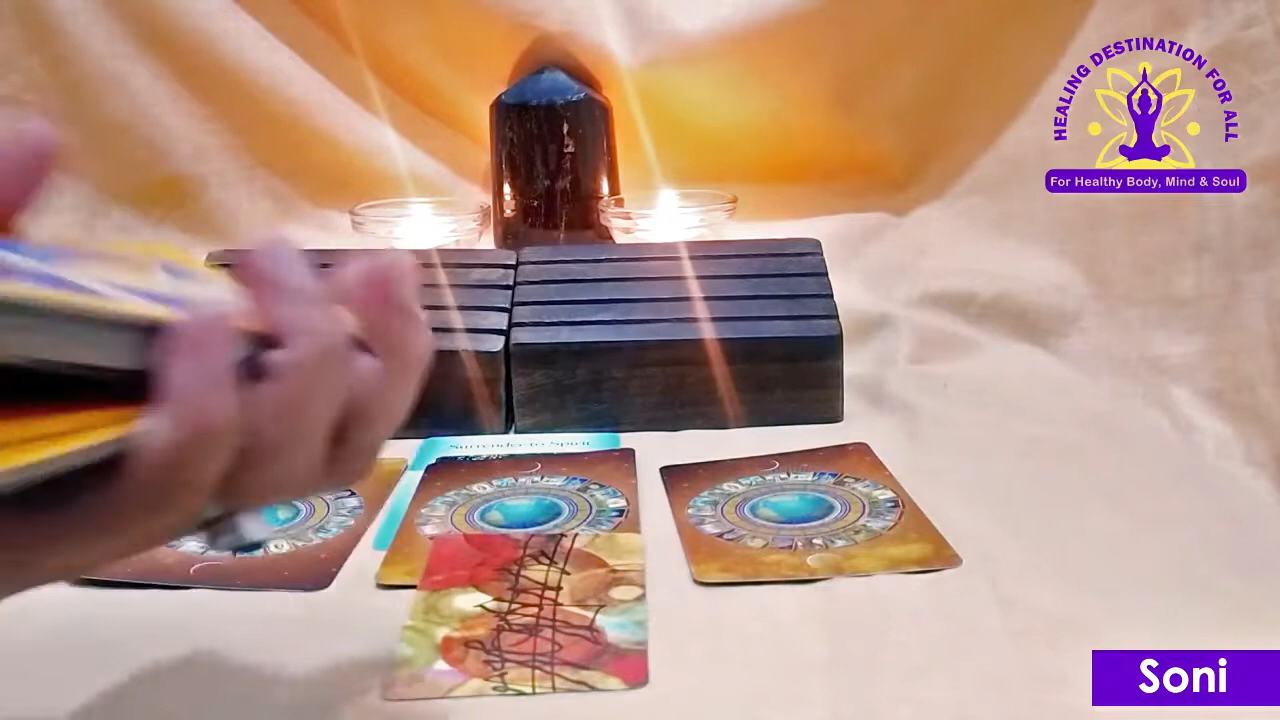 HEALING DESTINATION FOR ALL
For Healthy Body, Mind & Soul
Surrender to Spirit
Soni